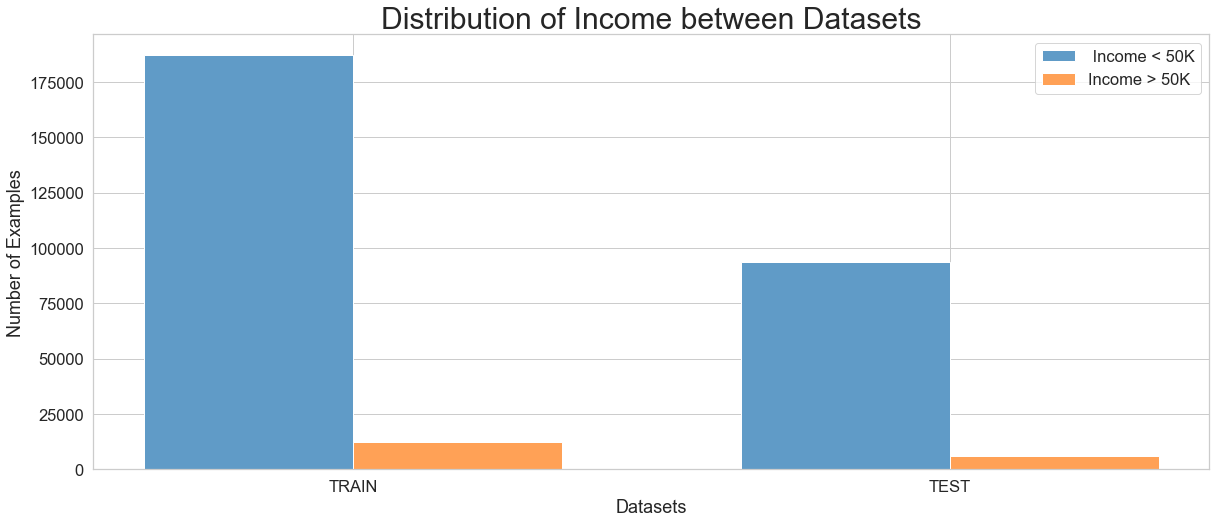 Distribution of Income between Datasets
Income < 50K
Income > 50K
Number of Examples
175000
150000
125000
100000
75000
50000
25000
0
TRAIN
TEST
Datasets